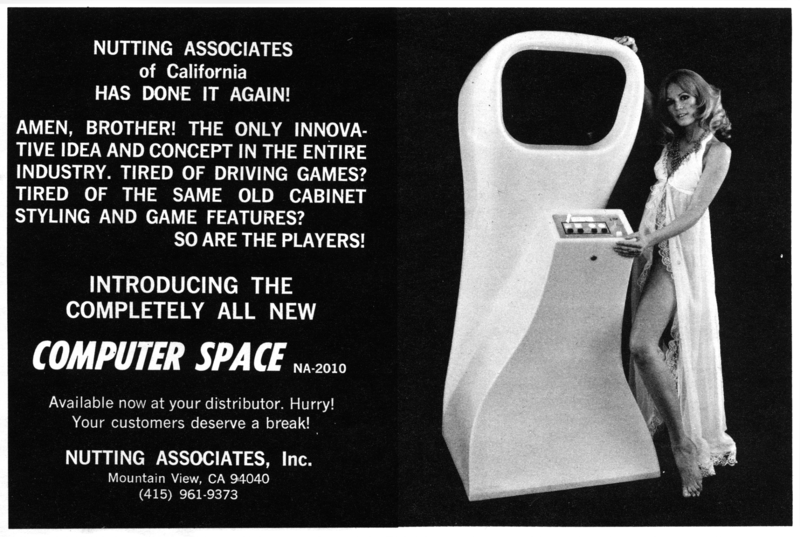 NUTTING ASSOCIATES
of California
HAS DONE IT AGAIN!
AMEN, BROTHER! THE ONLY INNOVA-
TIVE IDEA AND CONCEPT IN THE ENTIRE
INDUSTRY. TIRED OF DRIVING GAMES?
TIRED OF THE SAME OLD CABINET
STYLING AND GAME FEATURES?
SO ARE THE PLAYERS!
INTRODUCING THE
COMPLETELY ALL NEW
COMPUTER SPACE NA-2010
Available now at your distributor. Hurry!
Your customers deserve a break!
NUTTING ASSOCIATES, Inc.
Mountain View, CA 94040
(415) 961-9373